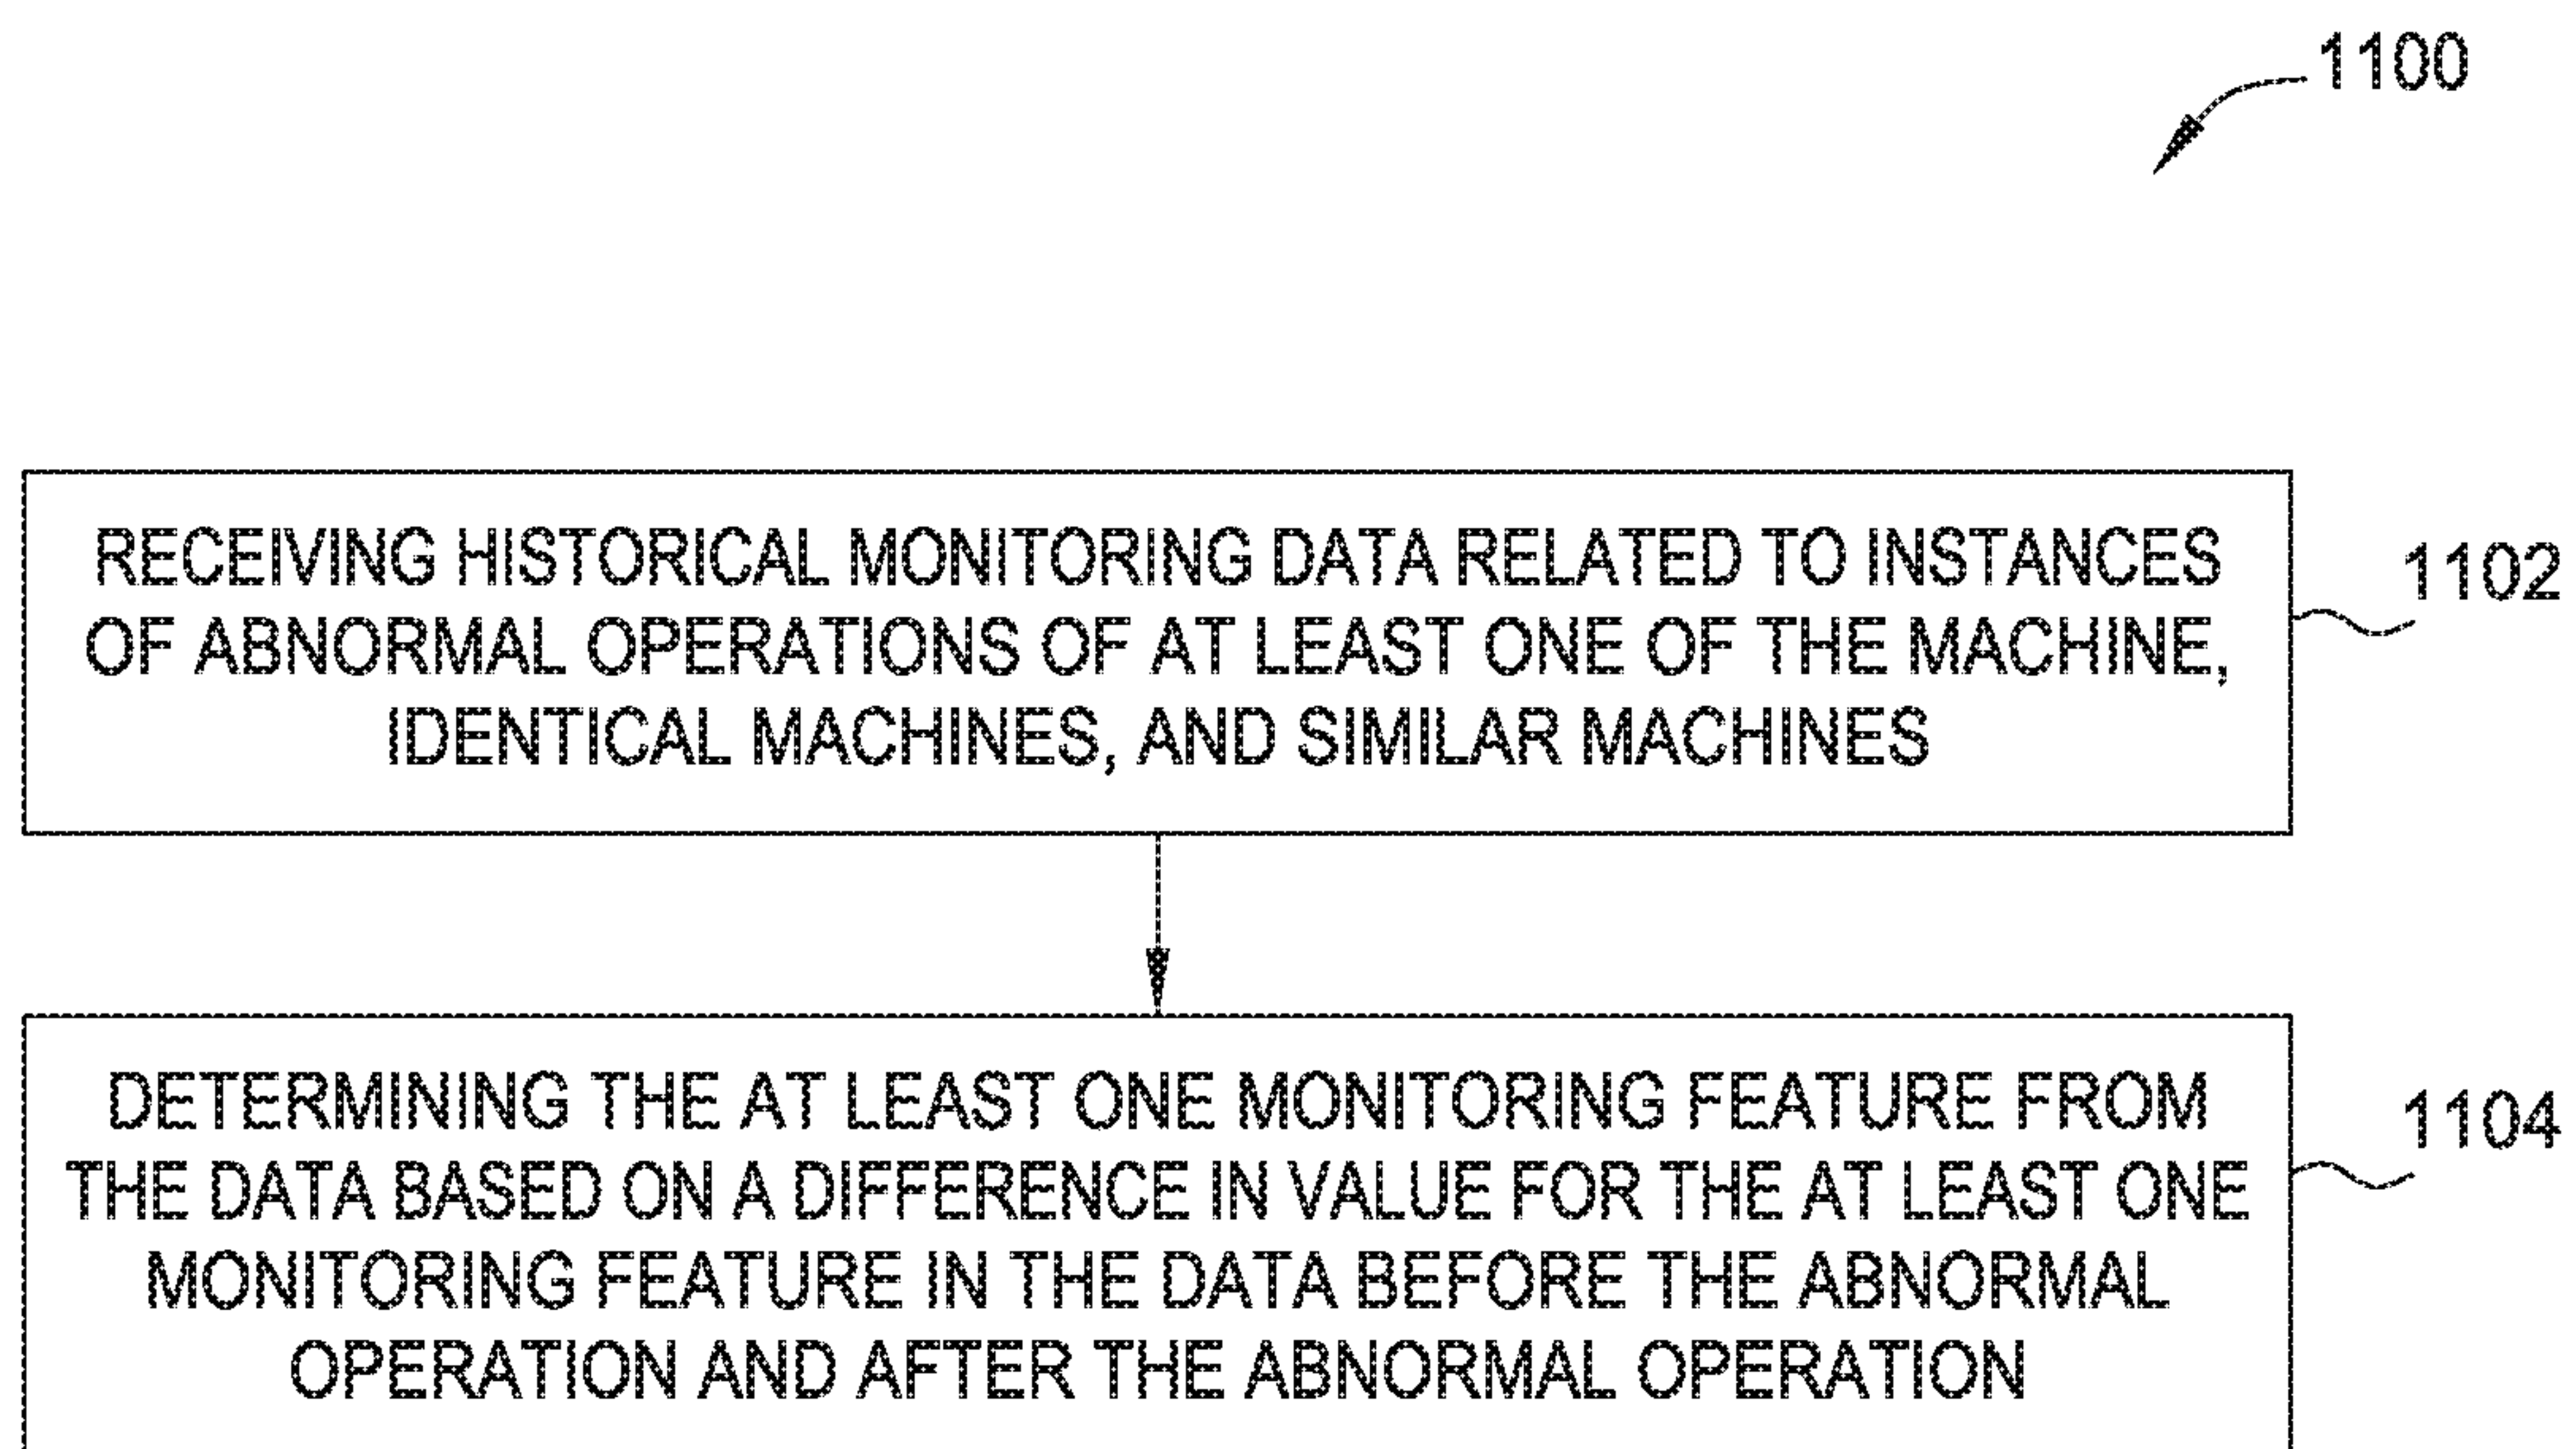 1100
RECEIVING HISTORICAL MONITORING DATA RELATED TO INSTANCES
OF ABNORMAL OPERATIONS OF AT LEAST ONE OF THE MACHINE,
IDENTICAL MACHINES, AND SIMILAR MACHINES
1102
DETERMINING THE AT LEAST ONE MONITORING FEATURE FROM
THE DATA BASED ON A DIFFERENCE IN VALUE FOR THE AT LEAST ONE
MONITORING FEATURE IN THE DATA BEFORE THE ABNORMAL
OPERATION AND AFTER THE ABNORMAL OPERATION
1104